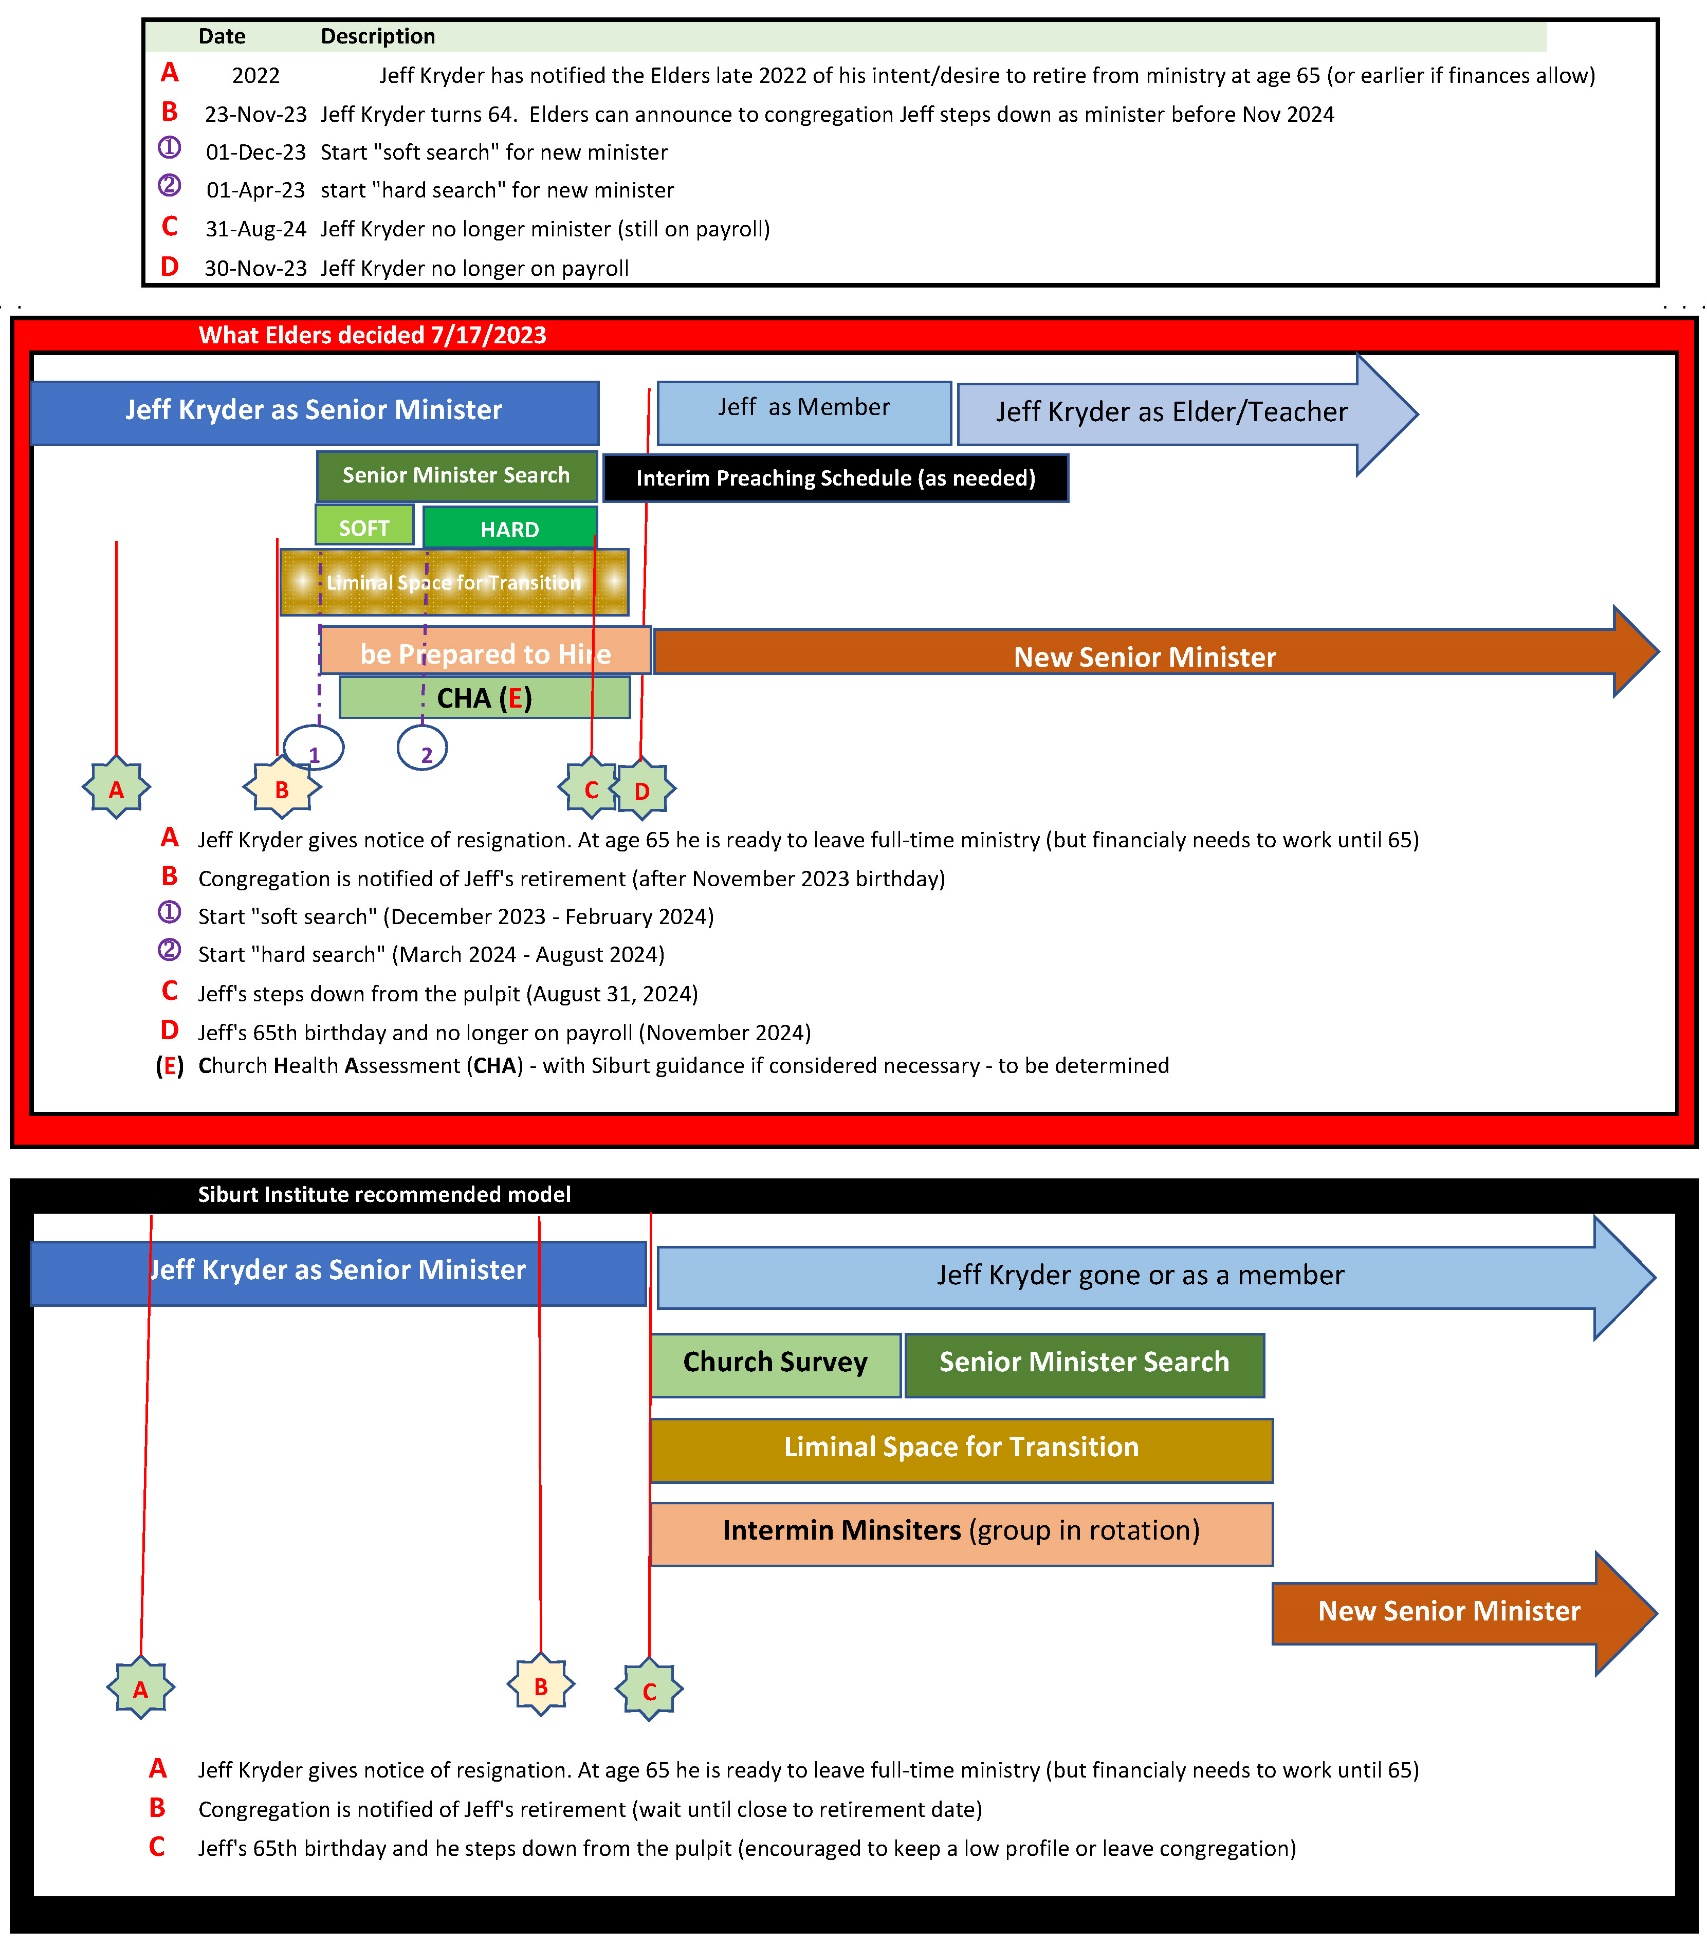 Date Description
A 2022 Jeff Kryder has notified the Elders late 2022 of his intent/desire to retire from ministry at age 65 (or earlier if finances allow)
B 23-Nov-23 Jeff Kryder turns 64. Elders can announce to congregation Jeff steps down as minister before Nov 2024
① 01-Dec-23 Start "soft search" for new minister
② 01-Apr-23 start "hard search" for new minister
C 31-Aug-24 Jeff Kryder no longer minister (still on payroll)
D 30-Nov-23 Jeff Kryder no longer on payroll
What Elders decided 7/17/2023
Jeff Kryder as Senior Minister
Jeff as Member
Jeff Kryder as Elder/Teacher
Senior Minister Search
Interim Preaching Schedule (as needed)
SOFT
HARD
Liminal Space for Transition
be Prepared to Hire
New Senior Minister
CHA (E)
1
2
A
B
C
D
A Jeff Kryder gives notice of resignation. At age 65 he is ready to leave full-time ministry (but financialy needs to work until 65)
B Congregation is notified of Jeff's retirement (after November 2023 birthday)
① Start "soft search" (December 2023 - February 2024)
② Start "hard search" (March 2024 - August 2024)
C Jeff's steps down from the pulpit (August 31, 2024)
D Jeff's 65th birthday and no longer on payroll (November 2024)
(E) Church Health Assessment (CHA) - with Siburt guidance if considered necessary - to be determined
Siburt Institute recommended model
Jeff Kryder as Senior Minister
Jeff Kryder gone or as a member
Church Survey
Senior Minister Search
Liminal Space for Transition
Intermin Minsiters (group in rotation)
New Senior Minister
A
B
C
A Jeff Kryder gives notice of resignation. At age 65 he is ready to leave full-time ministry (but financialy needs to work until 65)
B Congregation is notified of Jeff's retirement (wait until close to retirement date)
C Jeff's 65th birthday and he steps down from the pulpit (encouraged to keep a low profile or leave congregation)